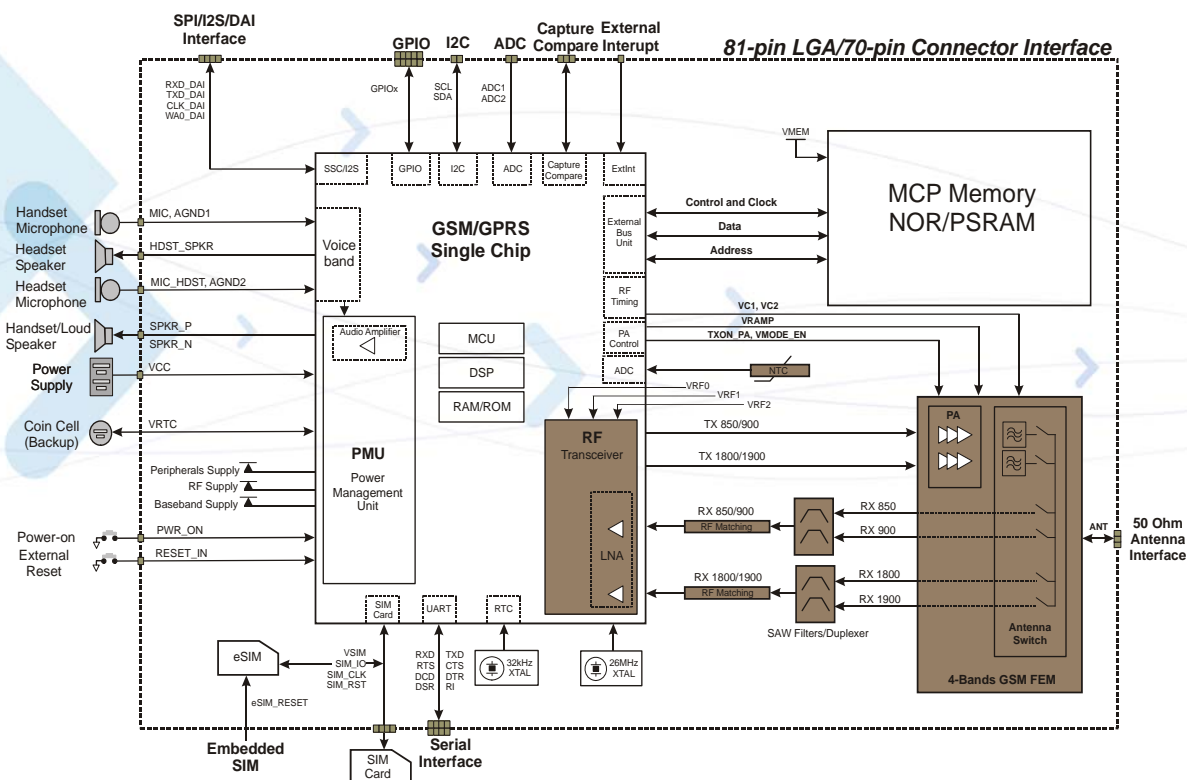 SPI/I2S/DAI
Interface
GPIO
I2C
ADC
Capture
Compare
External
Interupt
81-pin LGA/70-pin Connector Interface
RXD_DAI
TXD_DAI
CLK_DAI
WA0_DAI
GPIOx
SCL
SDA
ADC1
ADC2
VMEM
SSC/I2S
GPIO
I2C
ADC
Capture
Compare
ExtInt
MCP Memory
NOR/PSRAM
Handset
Microphone
MIC, AGND1
GSM/GPRS
Single Chip
External
Bus
Unit
Control and Clock
Data
Address
Voice
band
Headset
Speaker
HDST_SPKR
Headset
Microphone
MIC_HDST, AGND2
RF
Timing
VC1, VC2
VRAMP
TXON_PA, VMODE_EN
Handset/Loud
Speaker
SPKR_P
SPKR_N
Audio Amplifier
MCU
PA
Control
Power
Supply
VCC
DSP
ADC
NTC
RAM/ROM
VRF0
VRF1
VRF2
Coin Cell
(Backup)
VRTC
RF
Transceiver
TX 850/900
TX 1800/1900
PA
PMU
Power
Management
Unit
Peripherals Supply
RF Supply
Baseband Supply
RX 850/900
RF Matching
RX 850
RX 900
Power-on
PWR_ON
External
Reset
RESET_IN
LNA
RX 1800/1900
RF Matching
RX 1800
RX 1900
ANT
50 Ohm
Antenna
Interface
SAW Filters/Duplexer
Antenna
Switch
4-Bands GSM FEM
SIM
Card
UART
RTC
eSIM
VSIM
SIM_IO
SIM_CLK
SIM_RST
RXD
RTS
DCD
DSR
TXD
CTS
DTR
RI
32kHz
XTAL
26MHz
XTAL
eSIM_RESET
Embedded
SIM
SIM
Card
Serial
Interface